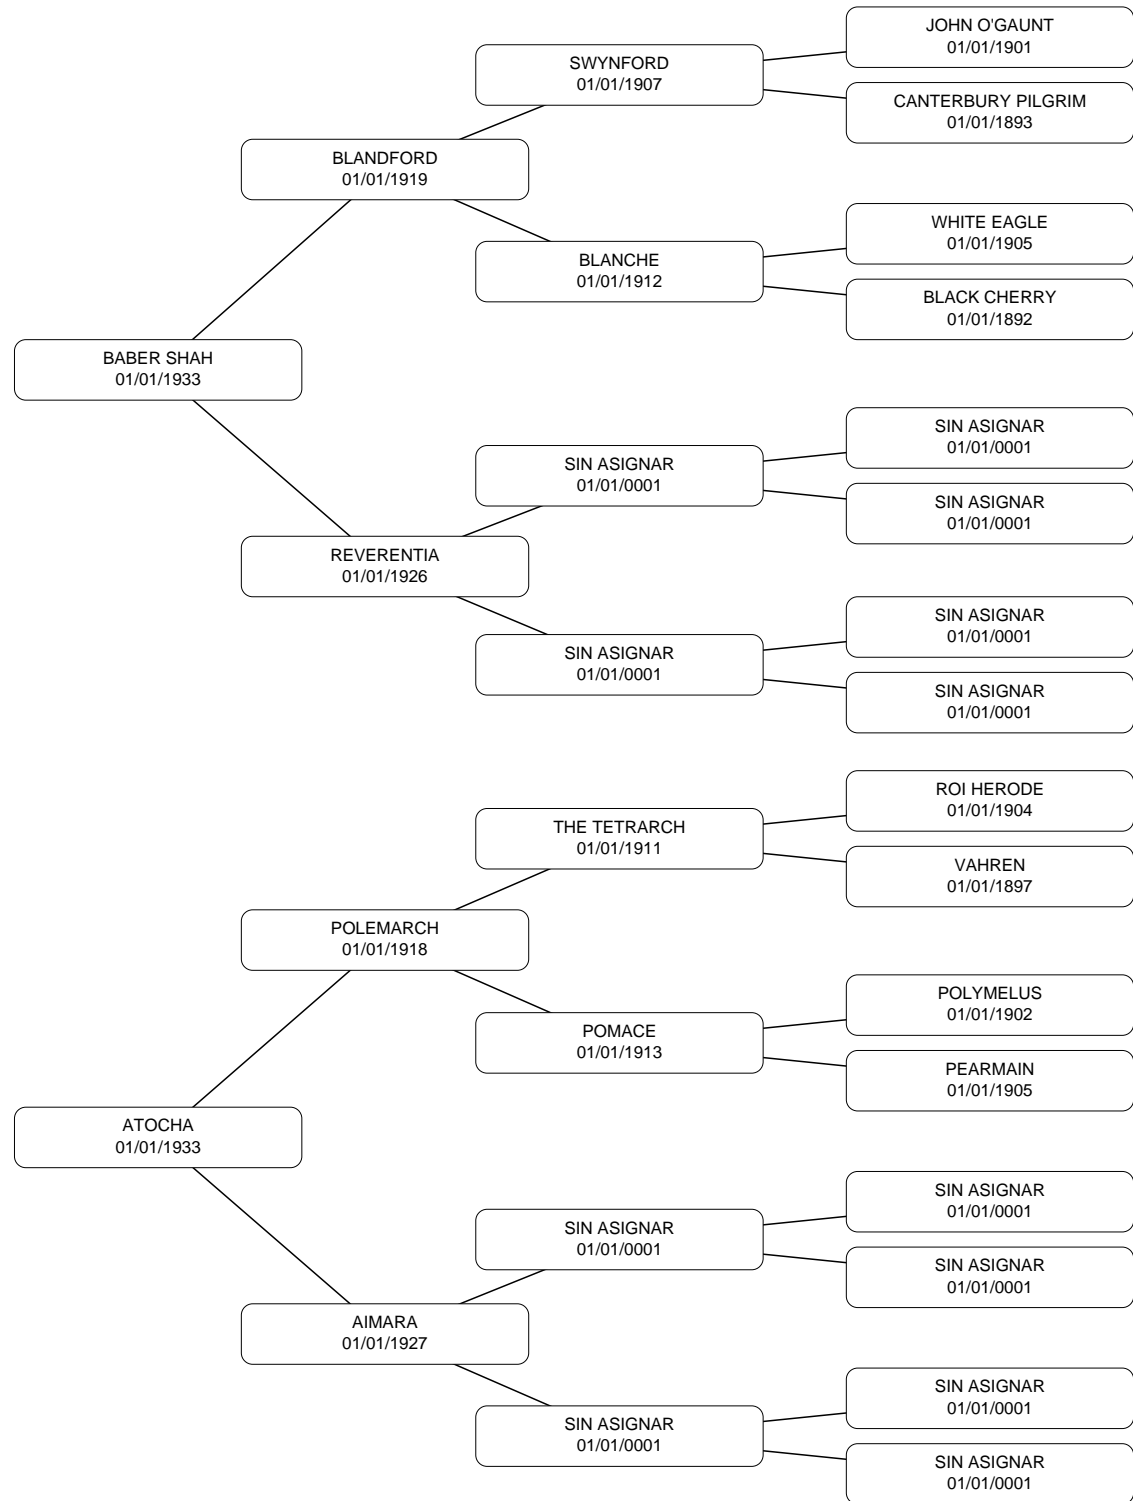 JOHN O'GAUNT
01/01/1901
SWYNFORD
01/01/1907
CANTERBURY PILGRIM
01/01/1893
BLANDFORD
01/01/1919
WHITE EAGLE
01/01/1905
BLANCHE
01/01/1912
BLACK CHERRY
01/01/1892
BABER SHAH
01/01/1933
SIN ASIGNAR
01/01/0001
SIN ASIGNAR
01/01/0001
SIN ASIGNAR
01/01/0001
REVERENTIA
01/01/1926
SIN ASIGNAR
01/01/0001
SIN ASIGNAR
01/01/0001
SIN ASIGNAR
01/01/0001
ROI HERODE
01/01/1904
THE TETRARCH
01/01/1911
VAHREN
01/01/1897
POLEMARCH
01/01/1918
POLYMELUS
01/01/1902
POMACE
01/01/1913
PEARMAIN
01/01/1905
ATOCHA
01/01/1933
SIN ASIGNAR
01/01/0001
SIN ASIGNAR
01/01/0001
SIN ASIGNAR
01/01/0001
AIMARA
01/01/1927
SIN ASIGNAR
01/01/0001
SIN ASIGNAR
01/01/0001
SIN ASIGNAR
01/01/0001